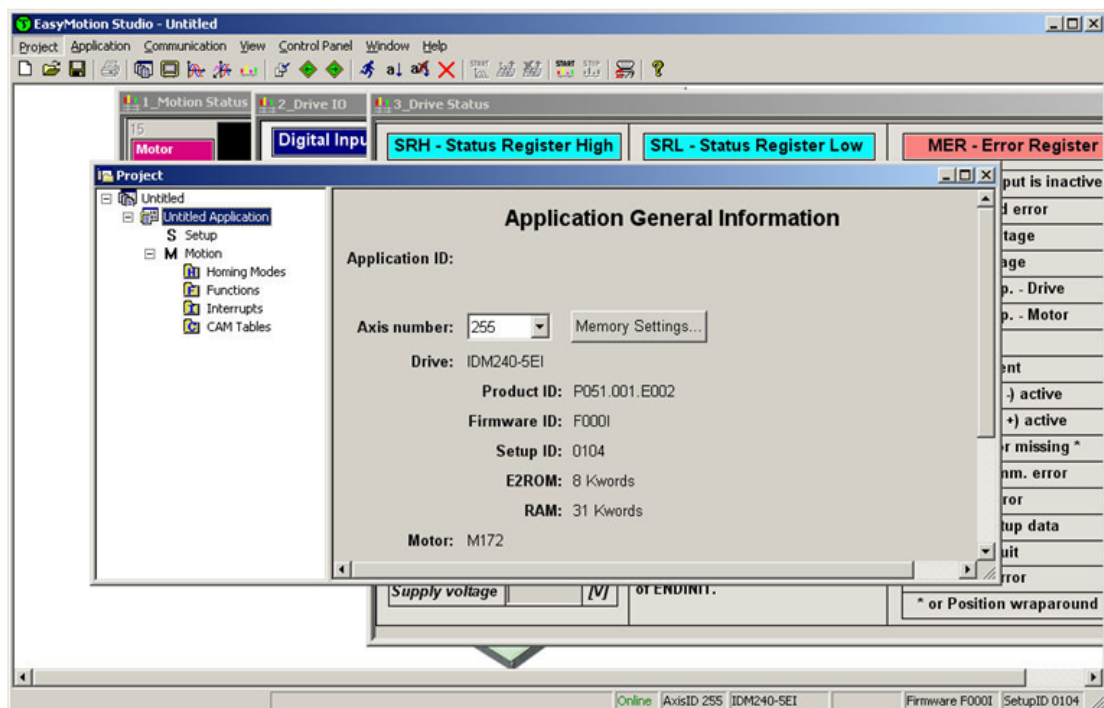 EasyMotion Studio - Untitled
Project Application Communication View Control Panel Window Help
1_Motion Status
2_Drive IO
3_Drive Status
15
Motor
Digital Inpu
SRH - Status Register High
SRL - Status Register Low
MER - Error Register
Project
Untitled
Untitled Application
S Setup
M Motion
Homing Modes
Functions
Interrupts
CAM Tables
Application General Information
Application ID:
Axis number: 255 Memory Settings...
Drive: IDM240-5EI
Product ID: P051.001.E002
Firmware ID: F000I
Setup ID: 0104
E2ROM: 8 Kwords
RAM: 31 Kwords
Motor: M172
put is inactive
d error
tage
age
p. - Drive
p. - Motor
ent
-) active
+) active
r missing *
mm. error
ror
tup data
uit
rror
* or Position wraparound
Supply voltage [V]
of ENDINIT.
Online AxisID 255 IDM240-5EI Firmware F000I SetupID 0104